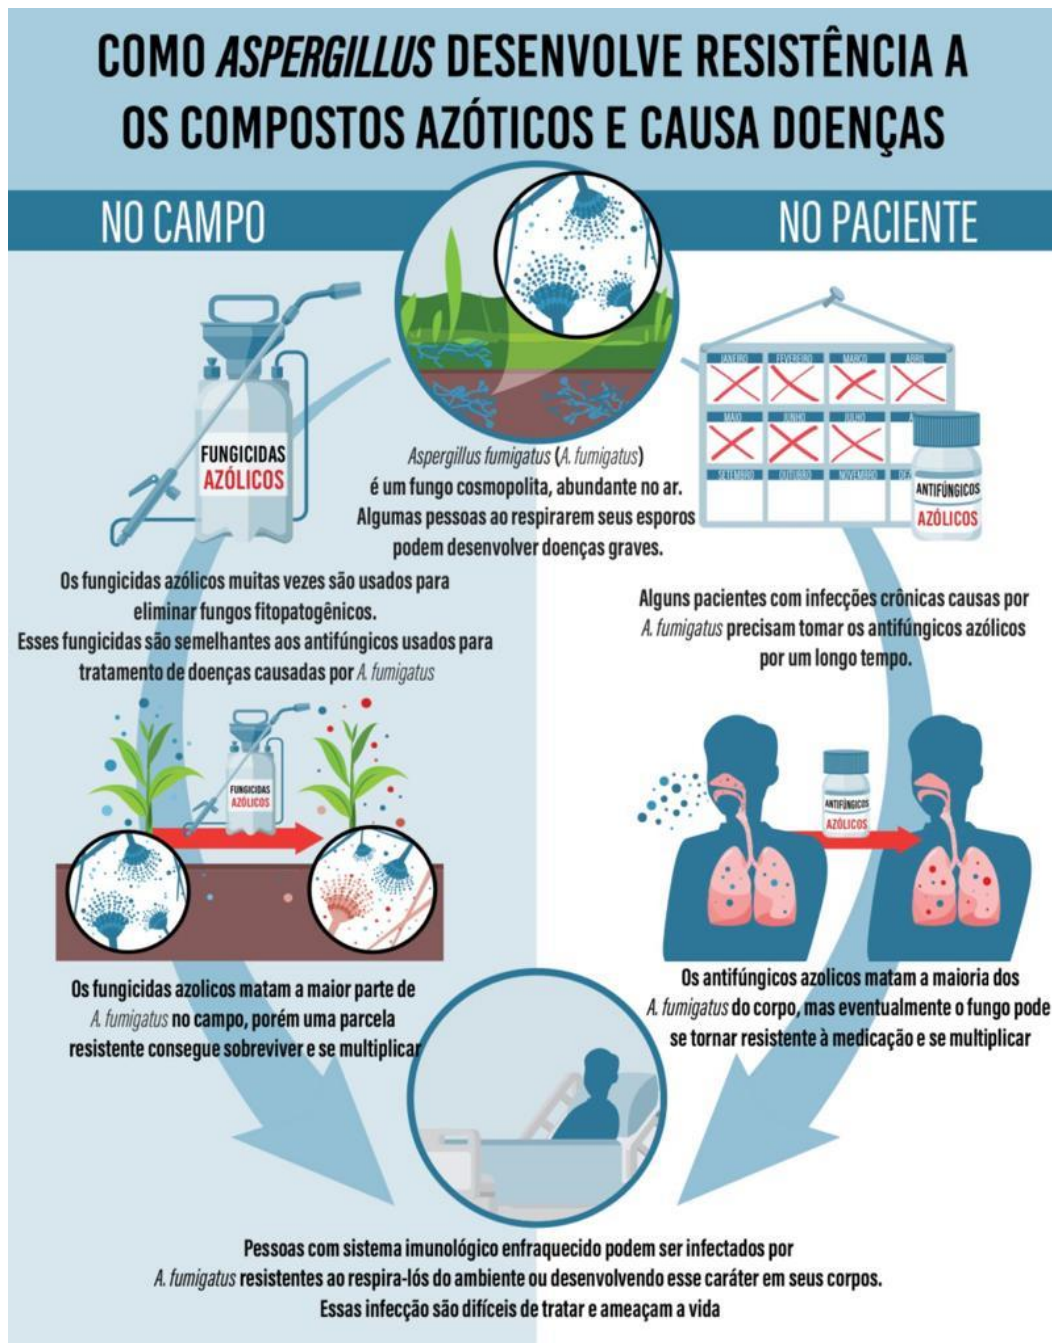 COMO ASPERGILLUS DESENVOLVE RESISTÊNCIA A
OS COMPOSTOS AZÓTICOS E CAUSA DOENÇAS
NO CAMPO
NO PACIENTE
FUNGICIDAS
AZÓLICOS
Aspergillus fumigatus (A. fumigatus)
é um fungo cosmopolita, abundante no ar.
Algumas pessoas ao respirarem seus esporos
podem desenvolver doenças graves.
JANEIRO FEVEREIRO MARÇO ABRIL
MAIO JUNHO JULHO A
SETEMBRO OUTUBRO NOVEMBRO DEZ
ANTIFÚNGICOS
AZÓLICOS
Os fungicidas azólicos muitas vezes são usados para
eliminar fungos fitopatogênicos.
Esses fungicidas são semelhantes aos antifúngicos usados para
tratamento de doenças causadas por A. fumigatus
Alguns pacientes com infecções crônicas causas por
A. fumigatus precisam tomar os antifúngicos azólicos
por um longo tempo.
FUNGICIDAS
AZÓLICOS
ANTIFÚNGICOS
AZÓLICOS
Os fungicidas azolicos matam a maior parte de
A. fumigatus no campo, porém uma parcela
resistente consegue sobreviver e se multiplicar
Os antifúngicos azolicos matam a maioria dos
A. fumigatus do corpo, mas eventualmente o fungo pode
se tornar resistente à medicação e se multiplicar
Pessoas com sistema imunológico enfraquecido podem ser infectados por
A. fumigatus resistentes ao respira-lós do ambiente ou desenvolvendo esse caráter em seus corpos.
Essas infecção são difíceis de tratar e ameaçam a vida